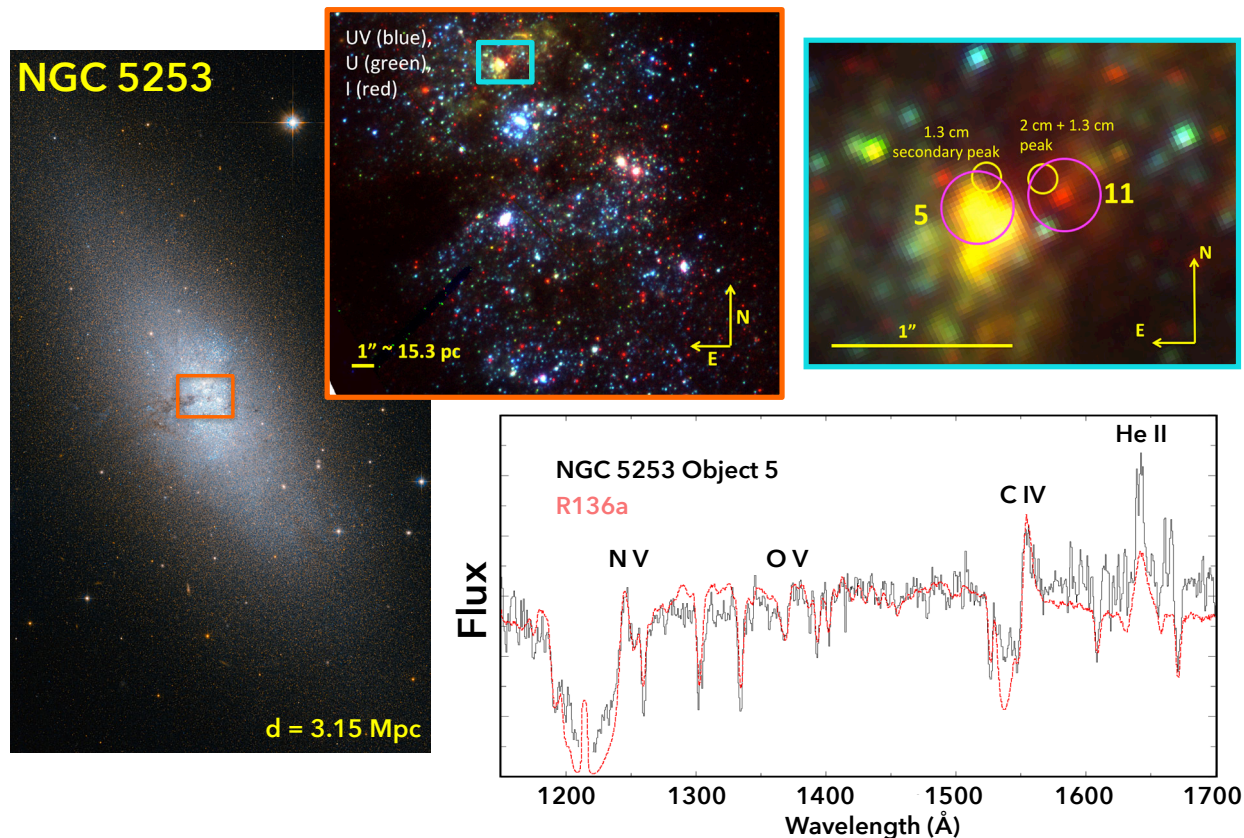 NGC 5253
d = 3.15 Mpc
UV (blue),
U (green),
I (red)
N
E
1” ~ 15.3 pc
1.3 cm
secondary peak
2 cm + 1.3 cm
peak
5
11
N
E
1”
NGC 5253 Object 5
R136a
N V
O V
C IV
He II
Flux
1200 1300 1400 1500 1600 1700
Wavelength (Å)